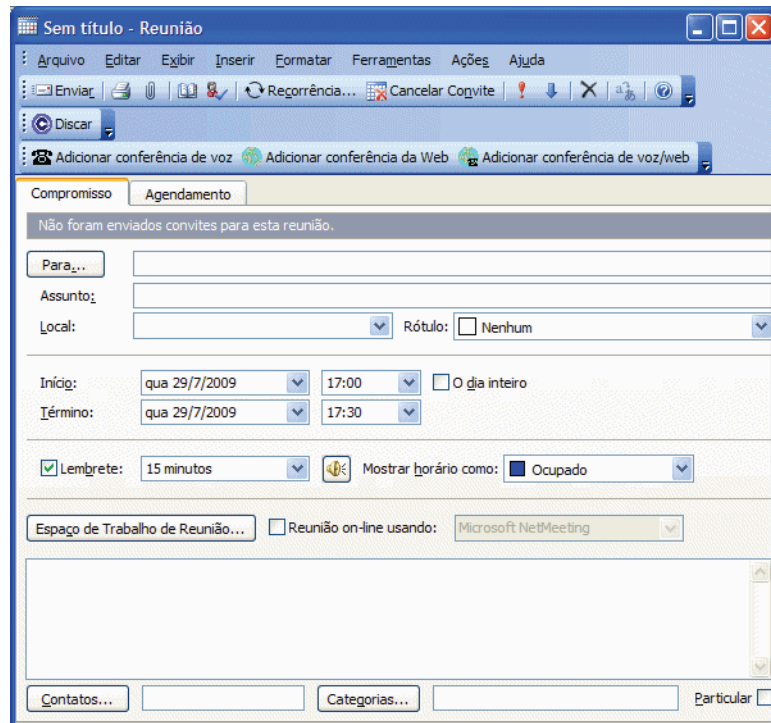 Sem título - Reunião
Arquivo Editar Exibir Inserir Formatar Ferramentas Ações Ajuda
Enviar Recorrência... Cancelar Convite
Discar
Adicionar conferência de voz Adicionar conferência da Web Adicionar conferência de voz/web
Compromisso Agendamento
Não foram enviados convites para esta reunião.
Para...
Assunto:
Local: Rótulo: Nenhum
Início: qua 29/7/2009 17:00 O dia inteiro
Término: qua 29/7/2009 17:30
Lembrete: 15 minutos Mostrar horário como: Ocupado
Espaço de Trabalho de Reunião... Reunião on-line usando: Microsoft NetMeeting
Contatos... Categorias... Particular